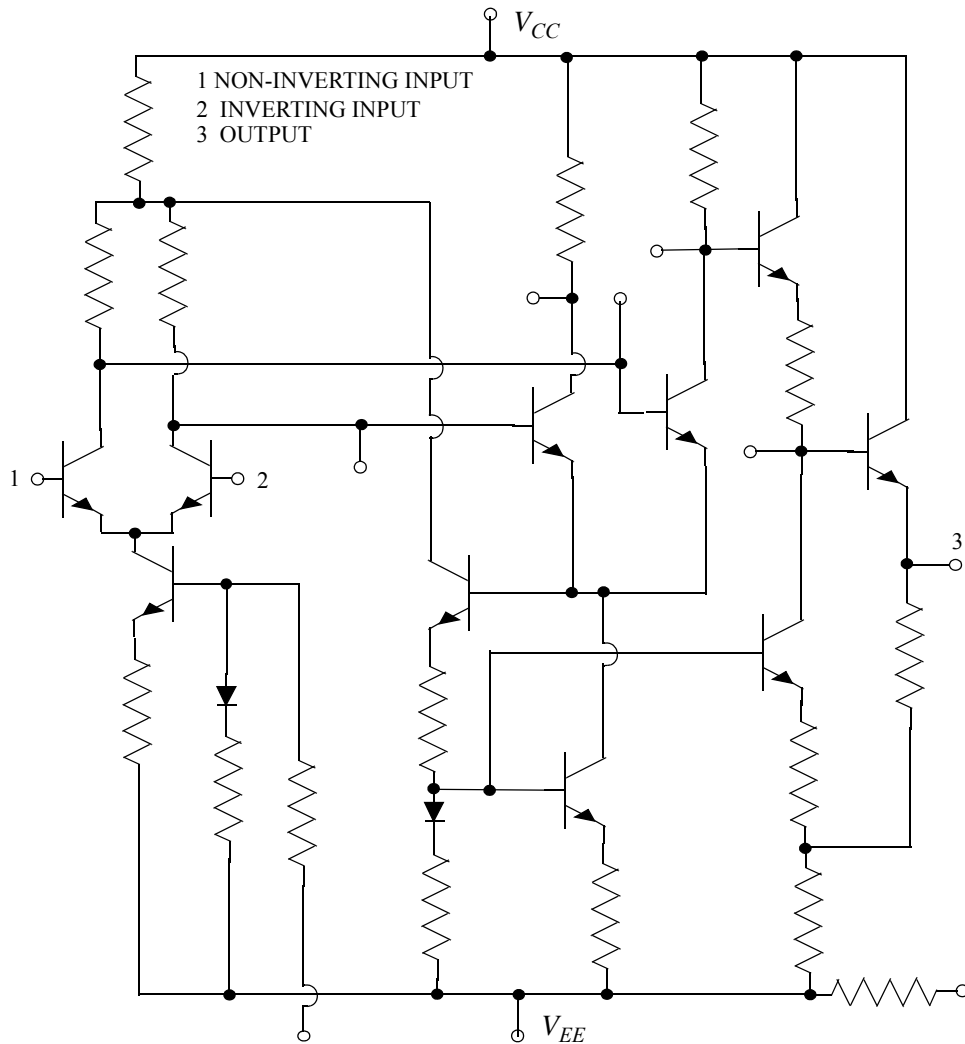 V_CC
1 NON-INVERTING INPUT
2 INVERTING INPUT
3 OUTPUT
1
2
3
V_EE